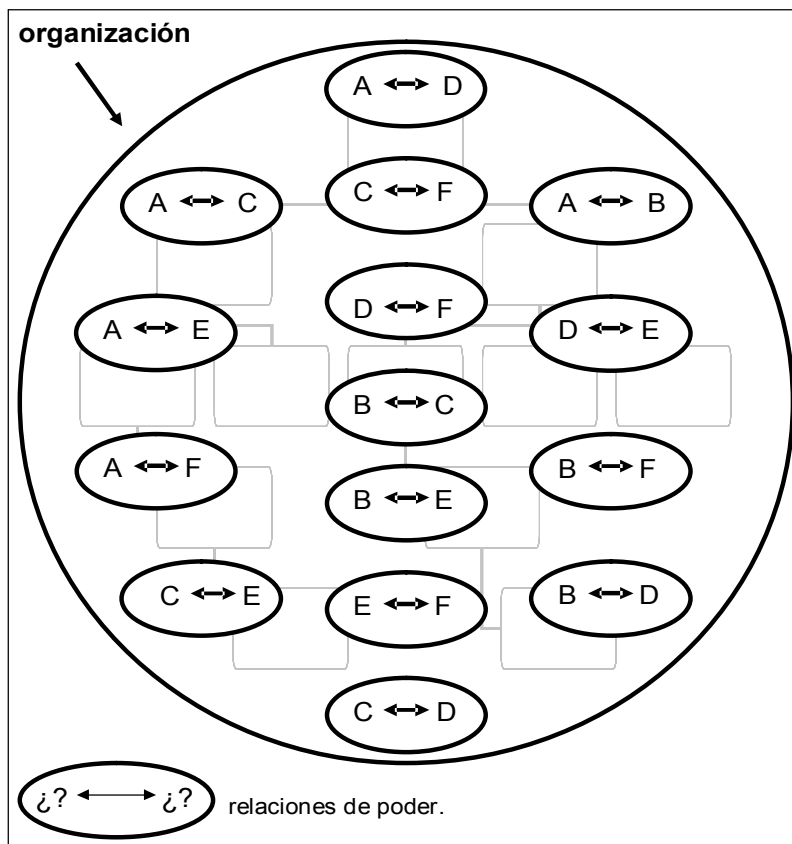 organización
A ↔ D
A ↔ C
C ↔ F
A ↔ B
D ↔ F
A ↔ E
D ↔ E
B ↔ C
A ↔ F
B ↔ E
B ↔ F
C ↔ E
E ↔ F
B ↔ D
C ↔ D
¿? ↔ ¿? relaciones de poder.